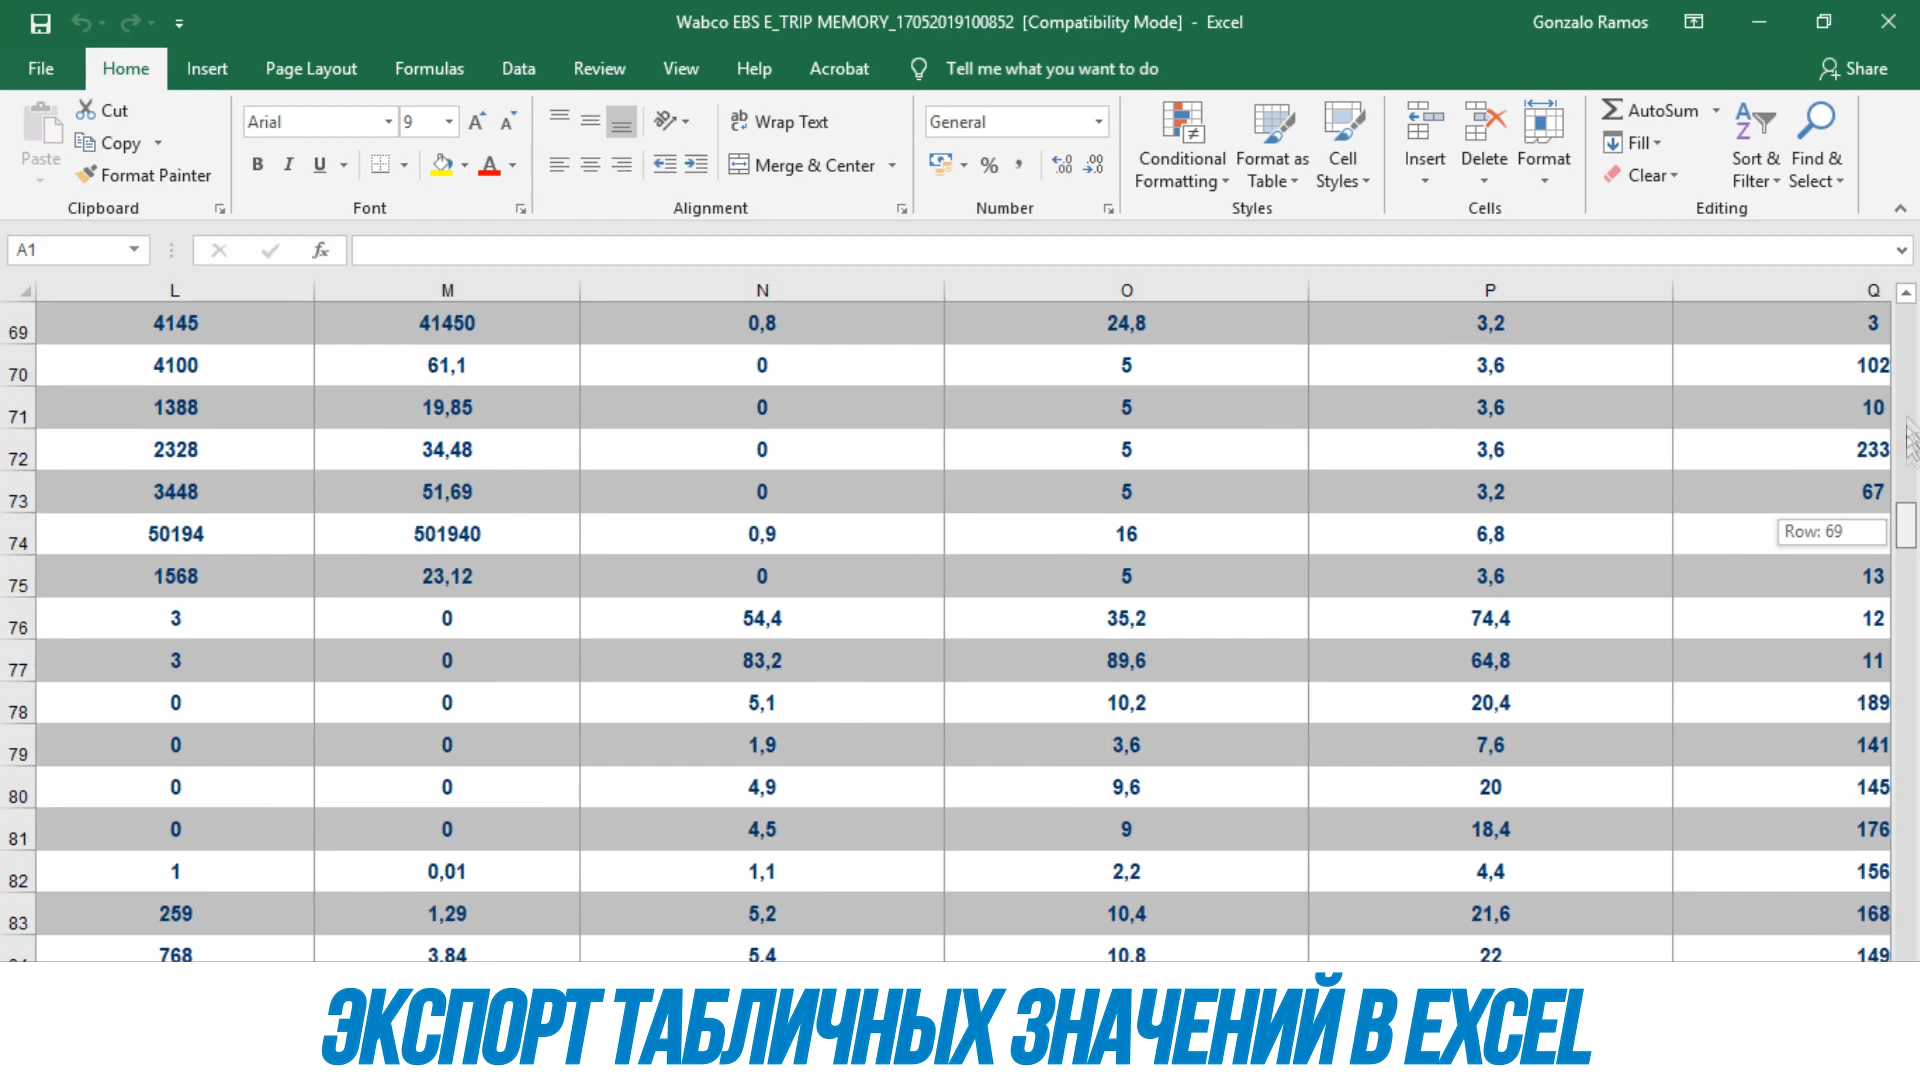 Wabco EBS E_TRIP MEMORY_17052019100852 [Compatibility Mode] - Excel
Gonzalo Ramos
File Home Insert Page Layout Formulas Data Review View Help Acrobat Tell me what you want to do Share
Paste
Cut
Copy
Format Painter
Clipboard
Arial 9
B I U
Font
Wrap Text
Merge & Center
Alignment
General
%
Number
Conditional Formatting
Format as Table
Cell Styles
Styles
Insert Delete Format
Cells
AutoSum
Fill
Clear
Sort & Filter
Find & Select
Editing
A1
fx
L M N O P Q
69 4145 41450 0,8 24,8 3,2 3
70 4100 61,1 0 5 3,6 102
71 1388 19,85 0 5 3,6 10
72 2328 34,48 0 5 3,6 233
73 3448 51,69 0 5 3,2 67
74 50194 501940 0,9 16 6,8 Row: 69
75 1568 23,12 0 5 3,6 13
76 3 0 54,4 35,2 74,4 12
77 3 0 83,2 89,6 64,8 11
78 0 0 5,1 10,2 20,4 189
79 0 0 1,9 3,6 7,6 141
80 0 0 4,9 9,6 20 145
81 0 0 4,5 9 18,4 176
82 1 0,01 1,1 2,2 4,4 156
83 259 1,29 5,2 10,4 21,6 168
768 3,84 5,4 10,8 22 149
ЭКСПОРТ ТАБЛИЧНЫХ ЗНАЧЕНИЙ В EXCEL